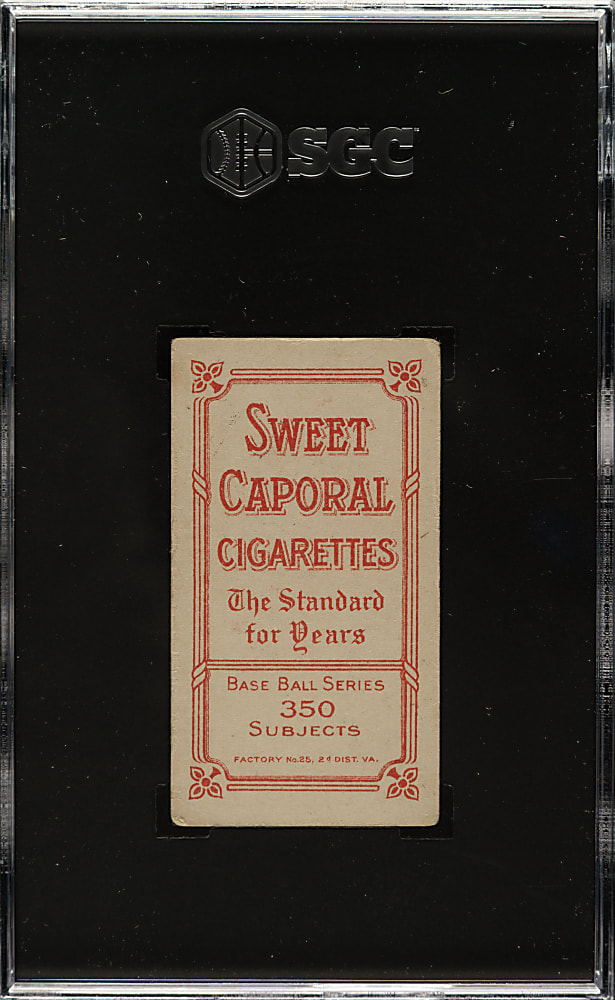 SGC
SWEET
CAPORAL
CIGARETTES
The Standard
for Years
BASE BALL SERIES
350
SUBJECTS
FACTORY No.25, 2d DIST. VA.